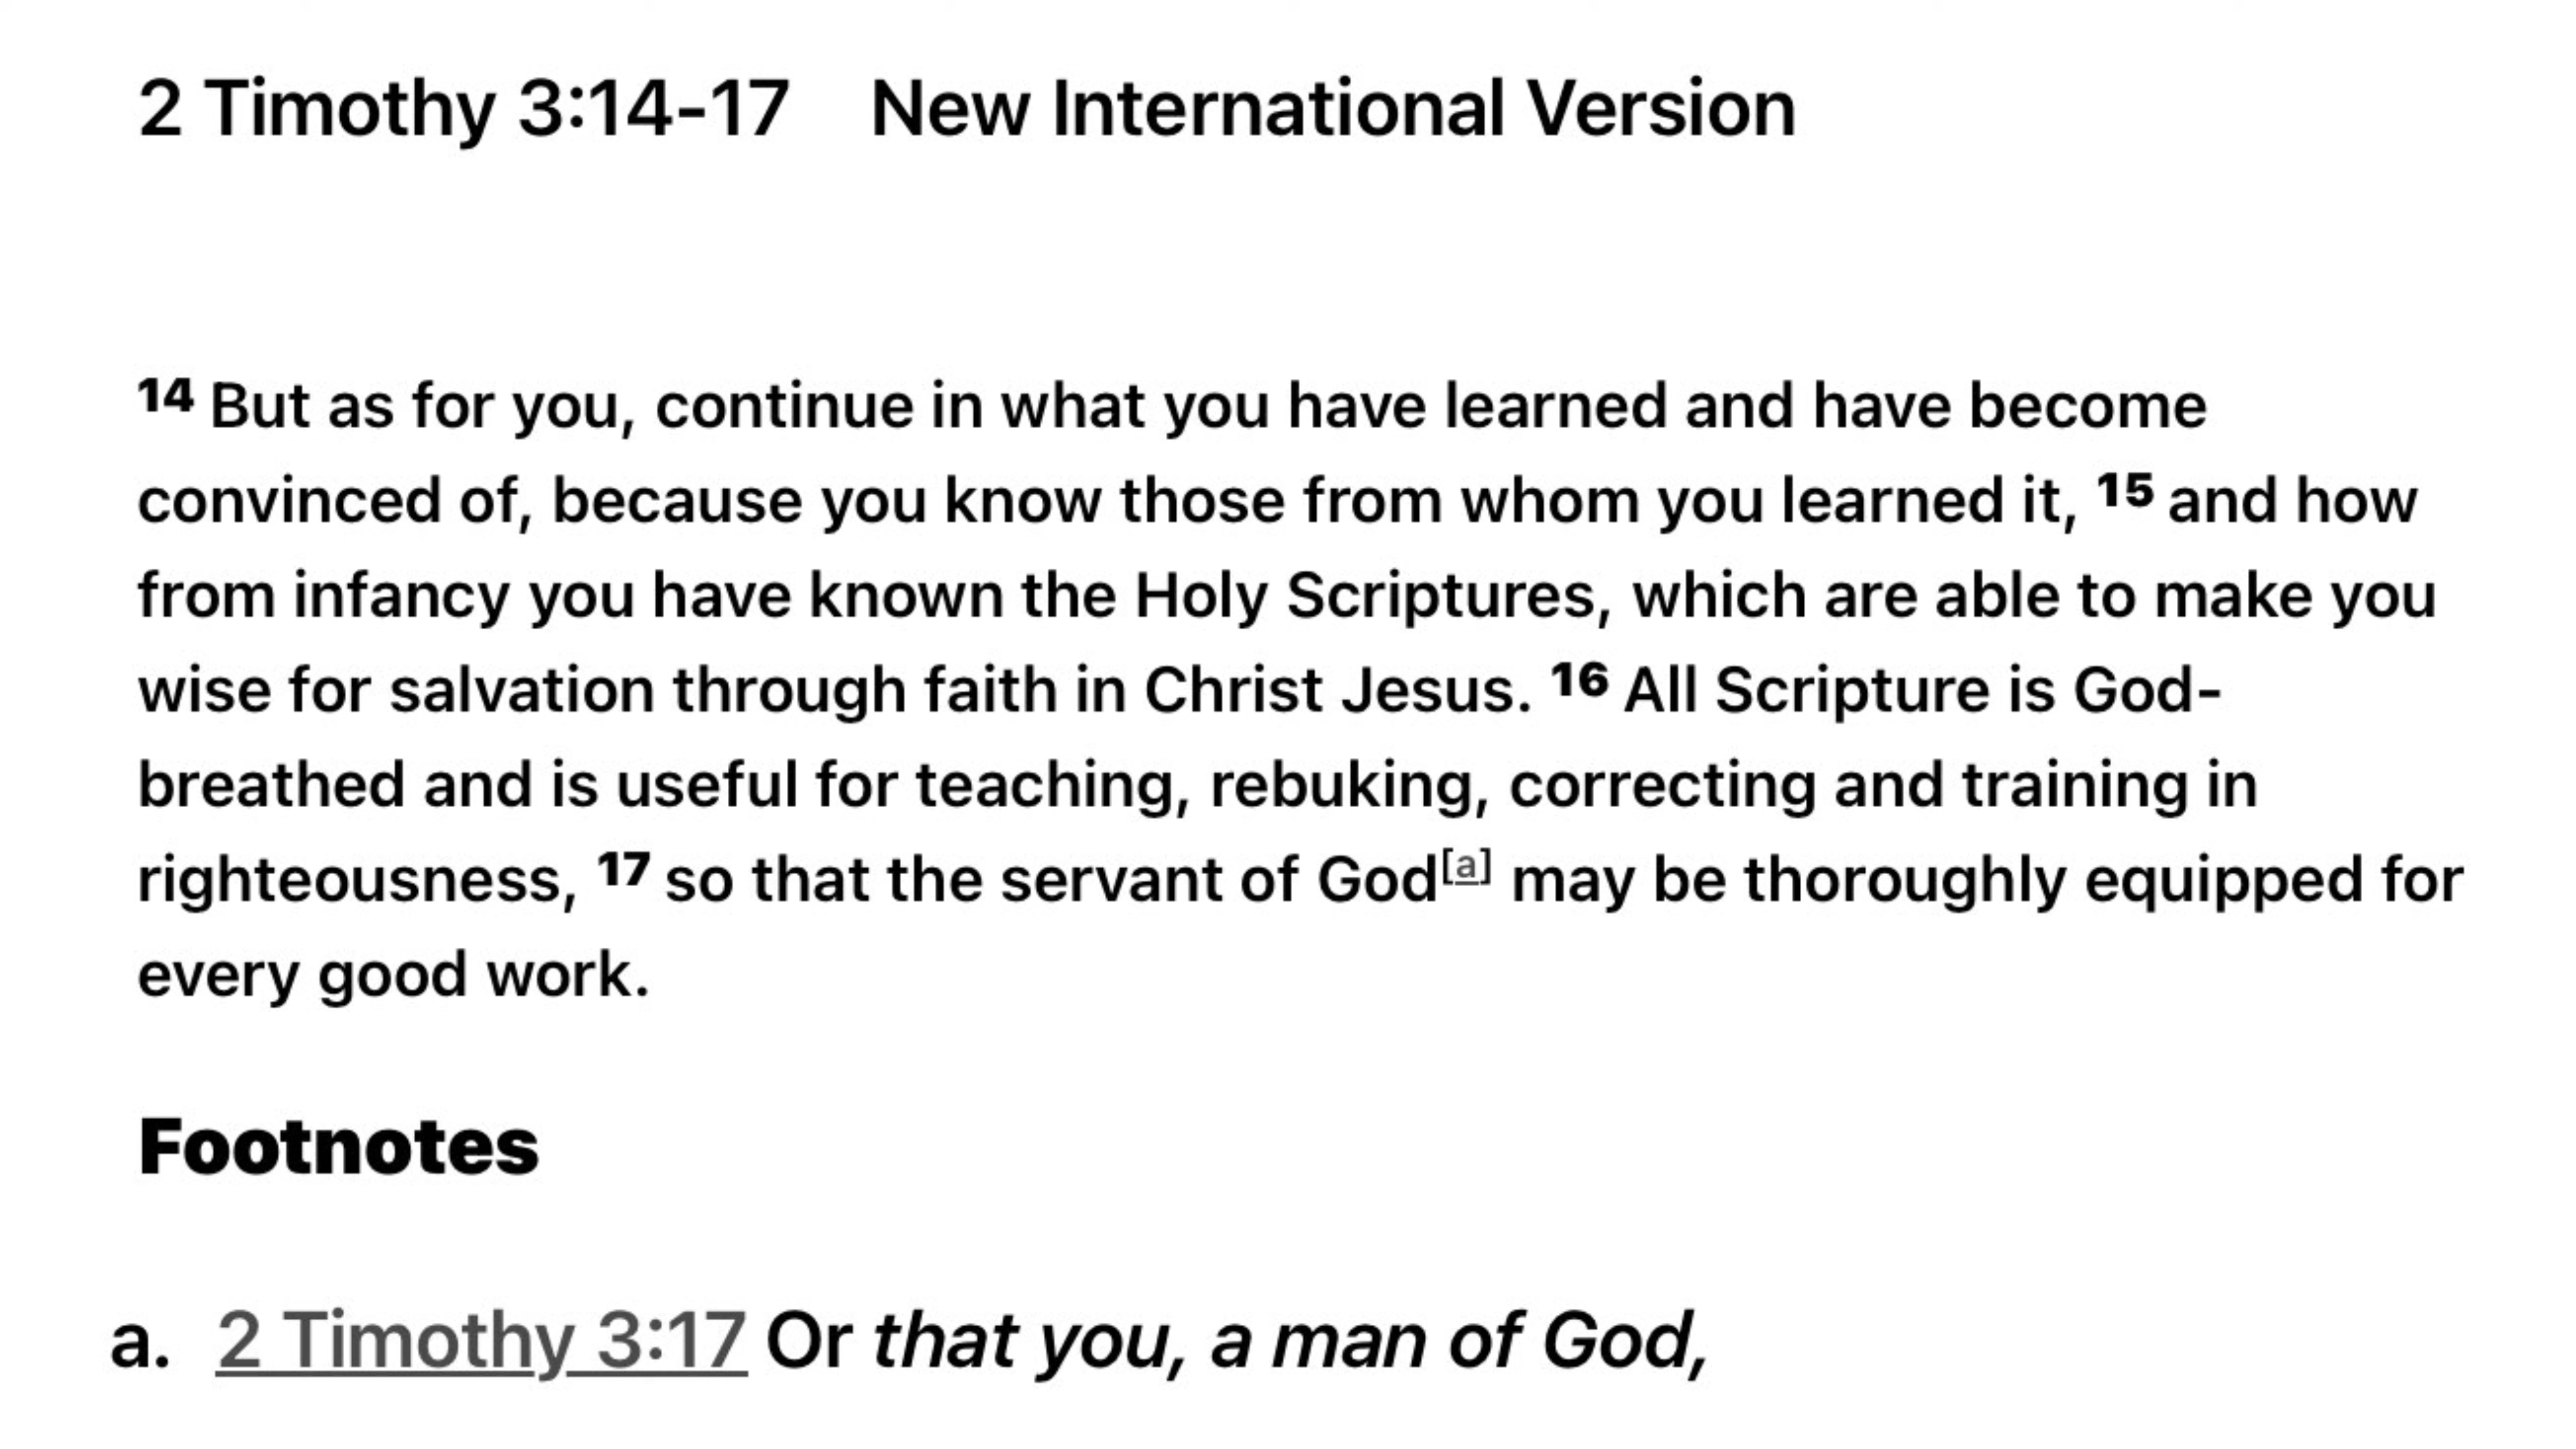 2 Timothy 3:14-17 New International Version
14 But as for you, continue in what you have learned and have become
convinced of, because you know those from whom you learned it, 15 and how
from infancy you have known the Holy Scriptures, which are able to make you
wise for salvation through faith in Christ Jesus. 16 All Scripture is God-
breathed and is useful for teaching, rebuking, correcting and training in
righteousness, 17 so that the servant of God[a] may be thoroughly equipped for
every good work.
Footnotes
a. 2 Timothy 3:17 Or that you, a man of God,